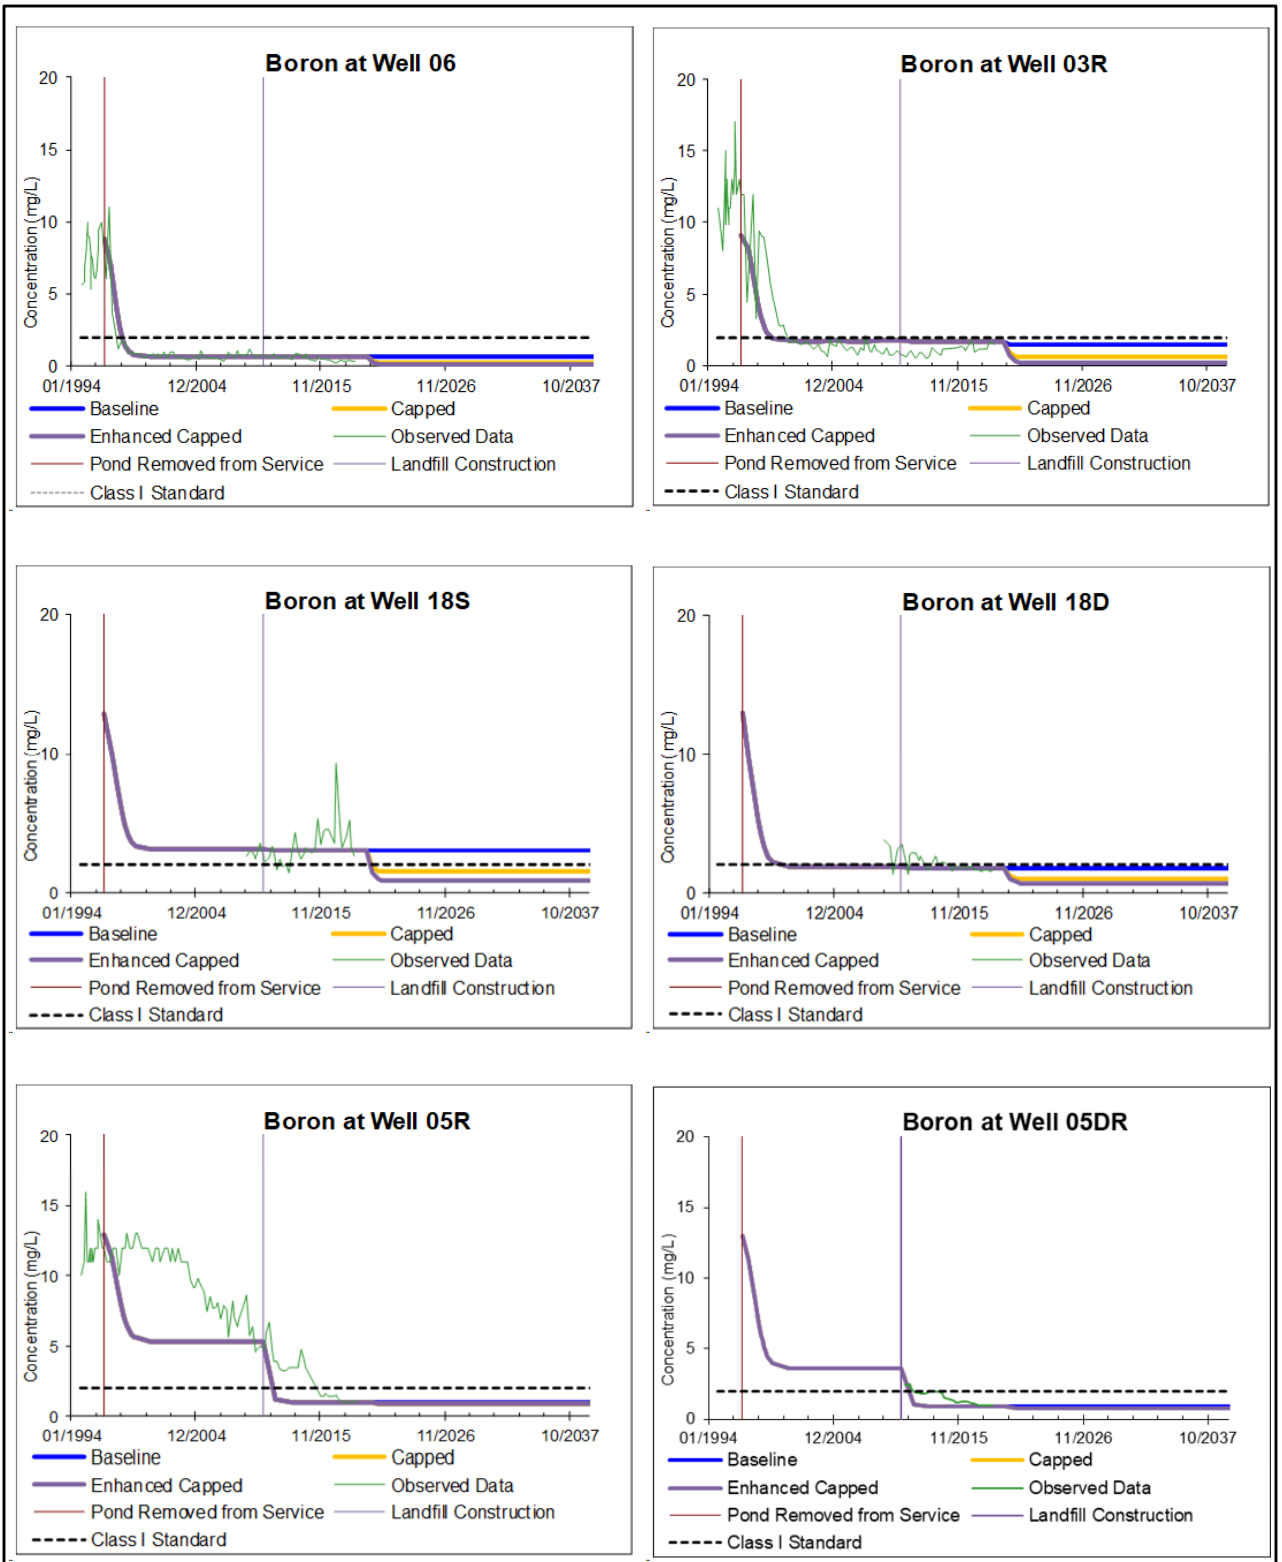 Boron at Well 06
20
15
10
5
0
Concentration (mg/L)
01/1994 12/2004 11/2015 11/2026 10/2037
Baseline Capped
Enhanced Capped Observed Data
Pond Removed from Service Landfill Construction
Class I Standard
Boron at Well 03R
20
15
10
5
0
Concentration (mg/L)
01/1994 12/2004 11/2015 11/2026 10/2037
Baseline Capped
Enhanced Capped Observed Data
Pond Removed from Service Landfill Construction
Class I Standard
Boron at Well 18S
20
10
0
Concentration (mg/L)
01/1994 12/2004 11/2015 11/2026 10/2037
Baseline Capped
Enhanced Capped Observed Data
Pond Removed from Service Landfill Construction
Class I Standard
Boron at Well 18D
20
10
0
Concentration (mg/L)
01/1994 12/2004 11/2015 11/2026 10/2037
Baseline Capped
Enhanced Capped Observed Data
Pond Removed from Service Landfill Construction
Class I Standard
Boron at Well 05R
20
15
10
5
0
Concentration (mg/L)
01/1994 12/2004 11/2015 11/2026 10/2037
Baseline Capped
Enhanced Capped Observed Data
Pond Removed from Service Landfill Construction
Class I Standard
Boron at Well 05DR
20
15
10
5
0
Concentration (mg/L)
01/1994 12/2004 11/2015 11/2026 10/2037
Baseline Capped
Enhanced Capped Observed Data
Pond Removed from Service Landfill Construction
Class I Standard